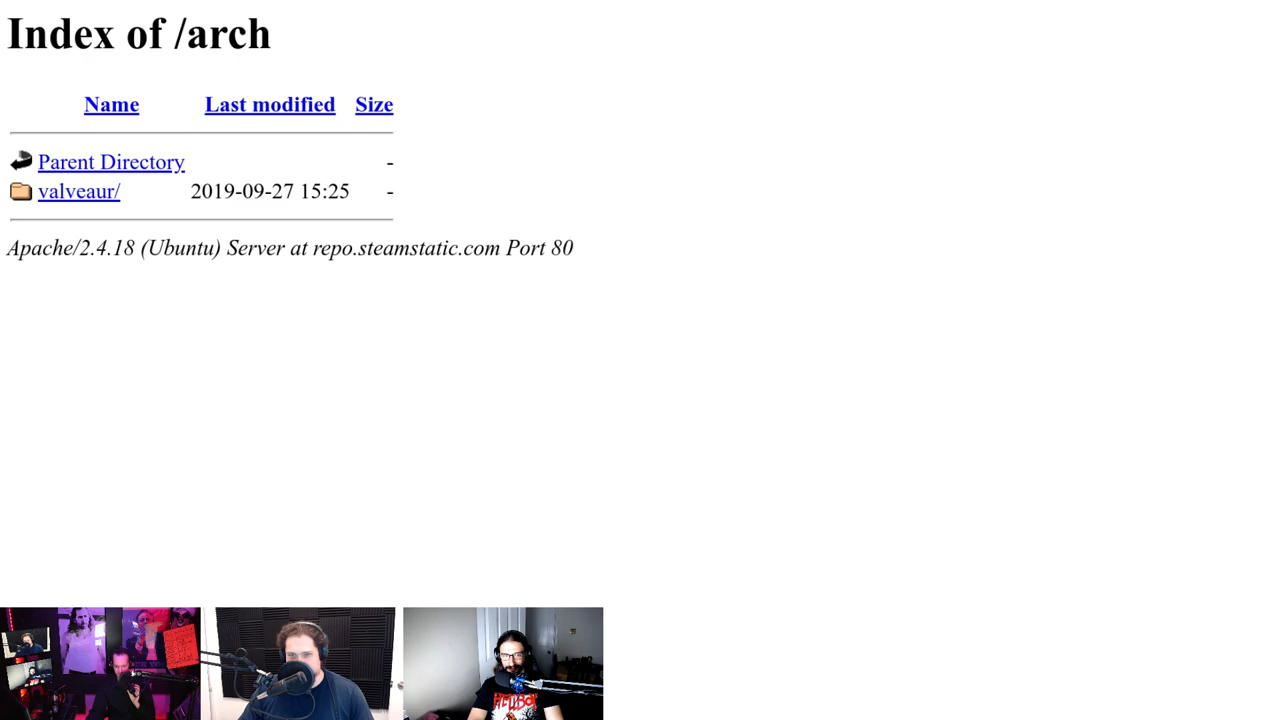 Index of /arch
Name Last modified Size
Parent Directory -
valveaur/ 2019-09-27 15:25 -
Apache/2.4.18 (Ubuntu) Server at repo.steamstatic.com Port 80
HELLBOY